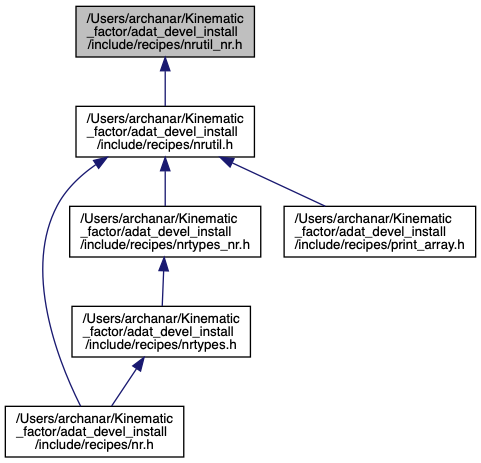 /Users/archanar/Kinematic
_factor/adat_devel_install
/include/recipes/nrutil_nr.h
/Users/archanar/Kinematic
_factor/adat_devel_install
/include/recipes/nrutil.h
/Users/archanar/Kinematic
_factor/adat_devel_install
/include/recipes/nrtypes_nr.h
/Users/archanar/Kinematic
_factor/adat_devel_install
/include/recipes/print_array.h
/Users/archanar/Kinematic
_factor/adat_devel_install
/include/recipes/nrtypes.h
/Users/archanar/Kinematic
_factor/adat_devel_install
/include/recipes/nr.h